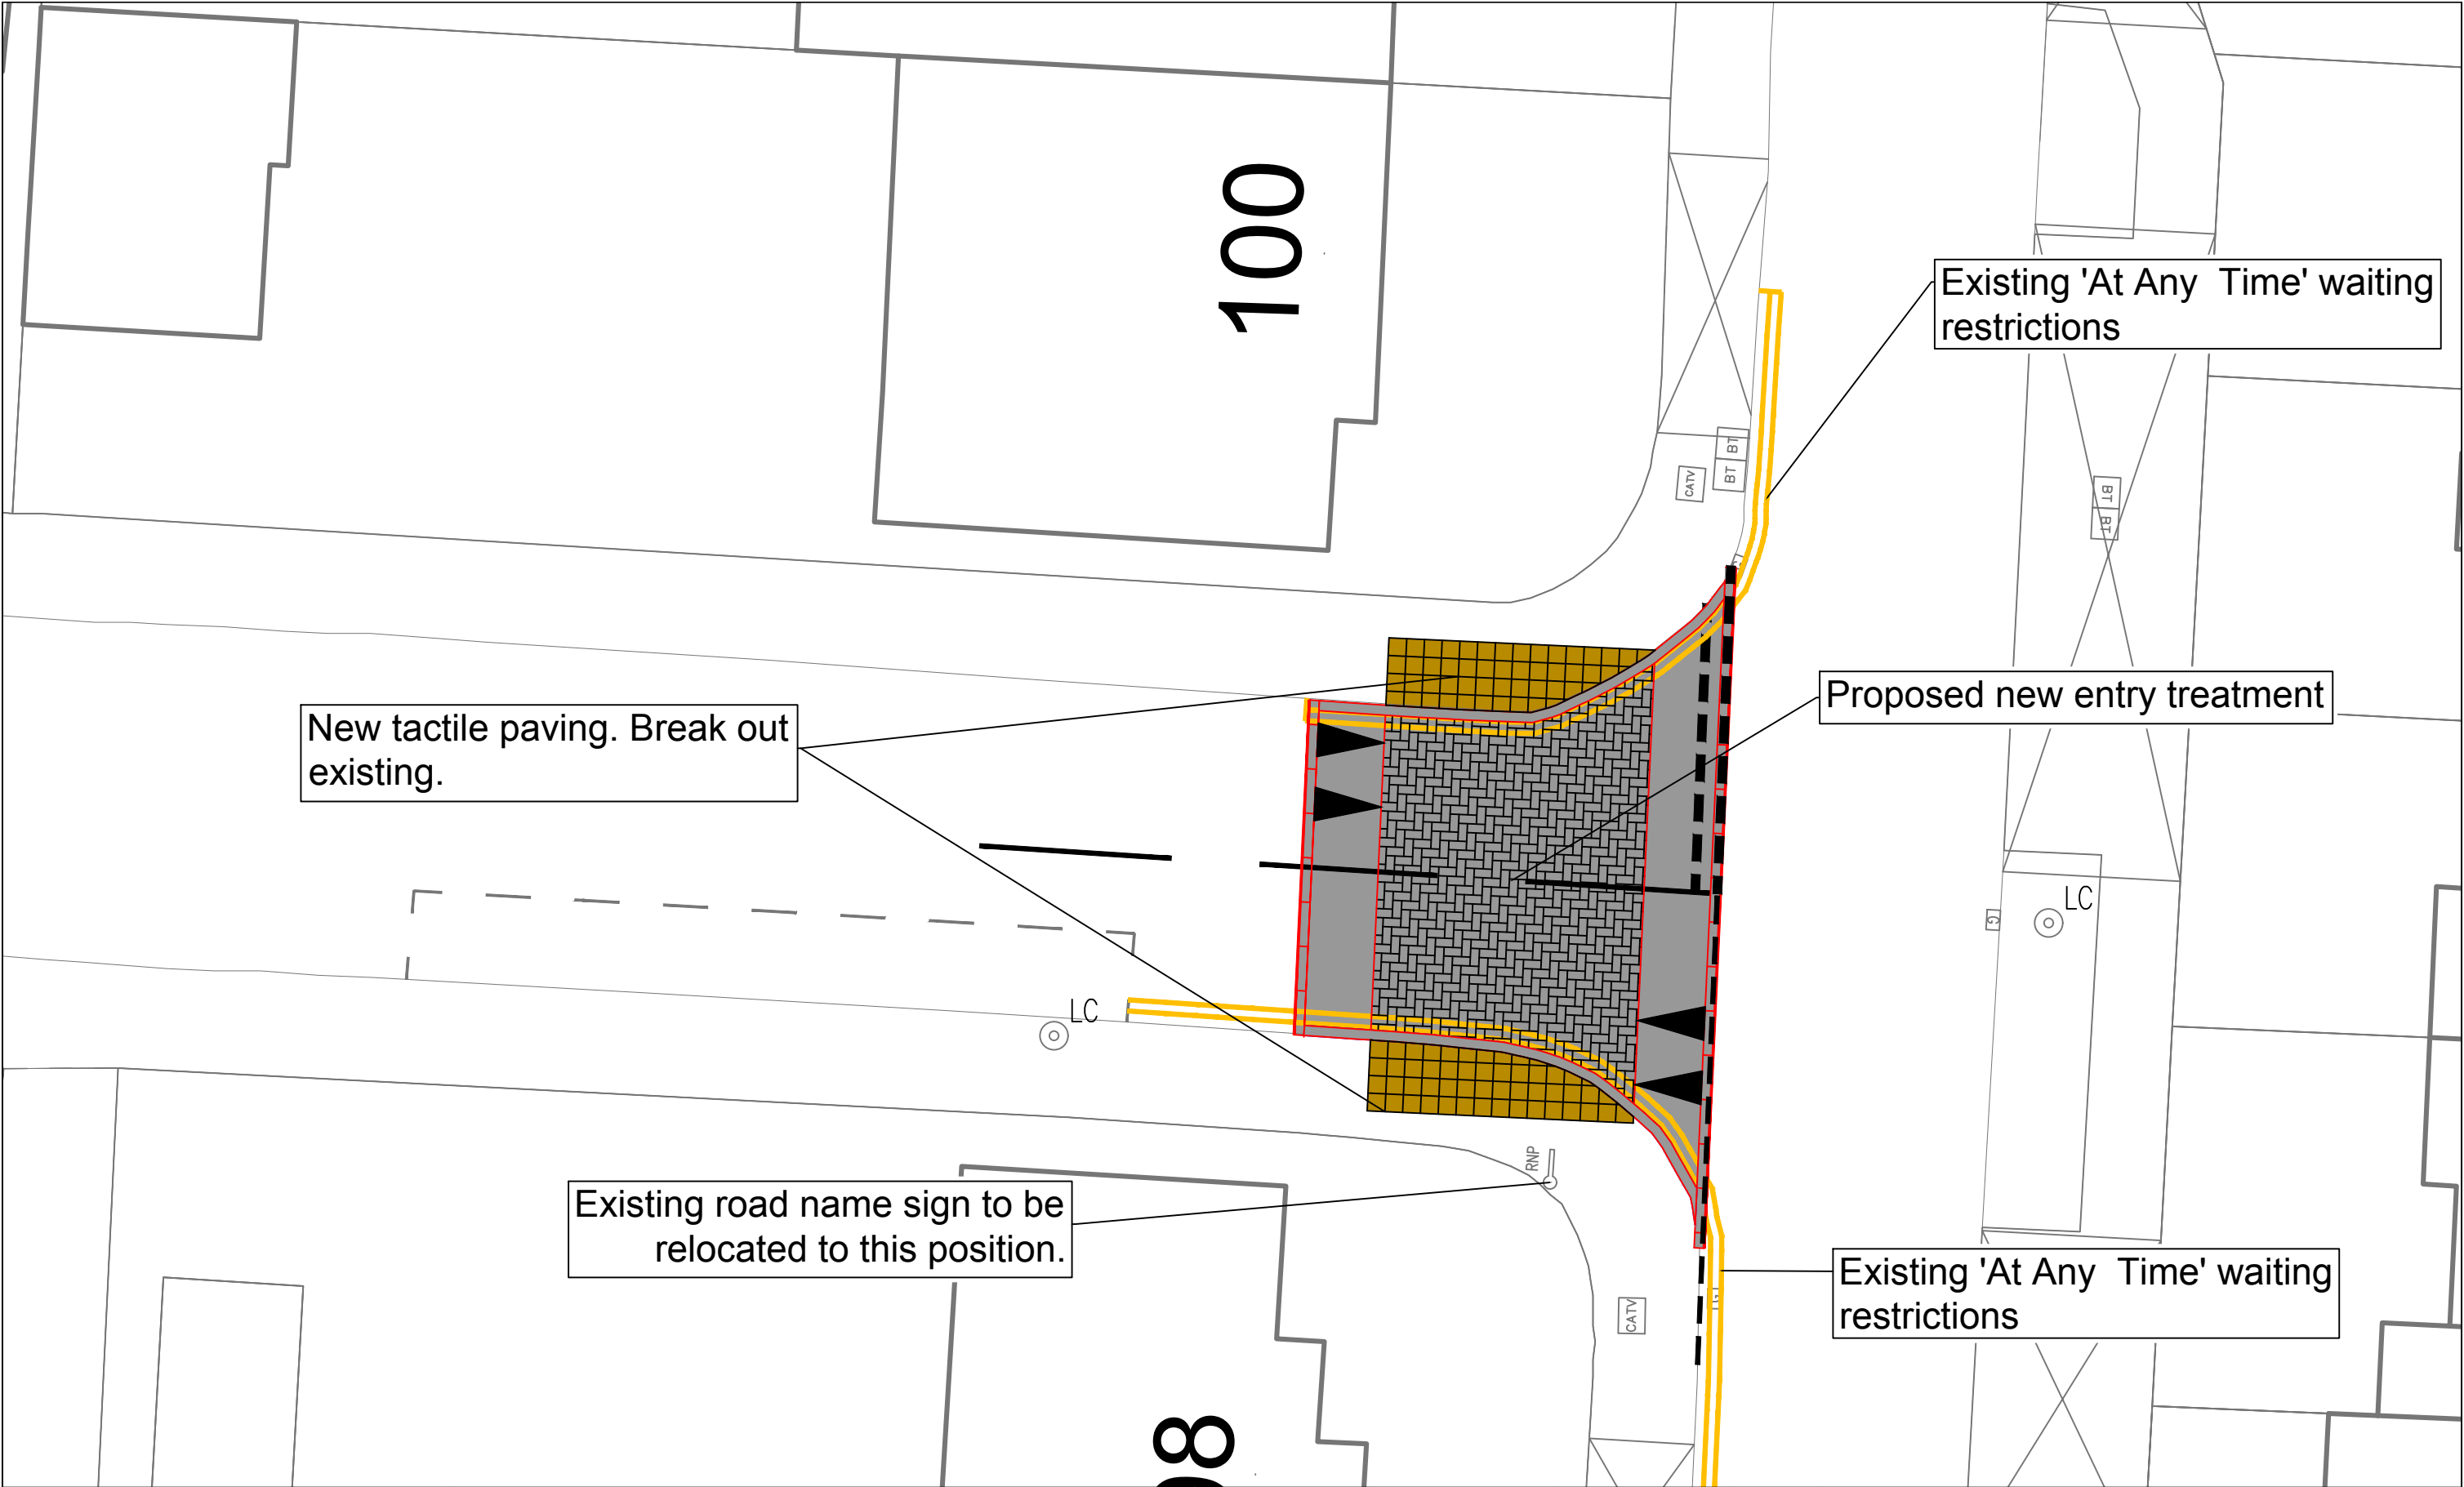 100
Existing 'At Any Time' waiting
restrictions
BT
BT
CATV
BT
BT
New tactile paving. Break out
existing.
Proposed new entry treatment
LC
G
LC
RNP
Existing road name sign to be
relocated to this position.
Existing 'At Any Time' waiting
restrictions
CATV